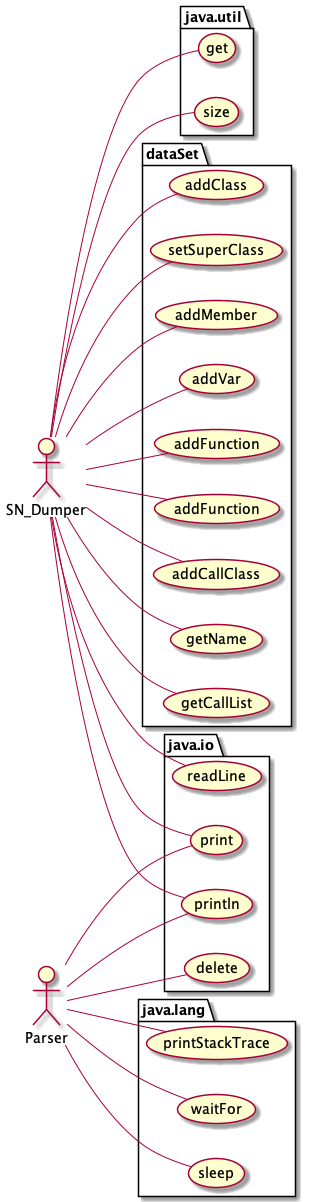 java.util
get
size
dataSet
addClass
setSuperClass
addMember
addVar
addFunction
addFunction
addCallClass
getName
getCallList
SN_Dumper
java.io
readLine
print
println
delete
Parser
java.lang
printStackTrace
waitFor
sleep